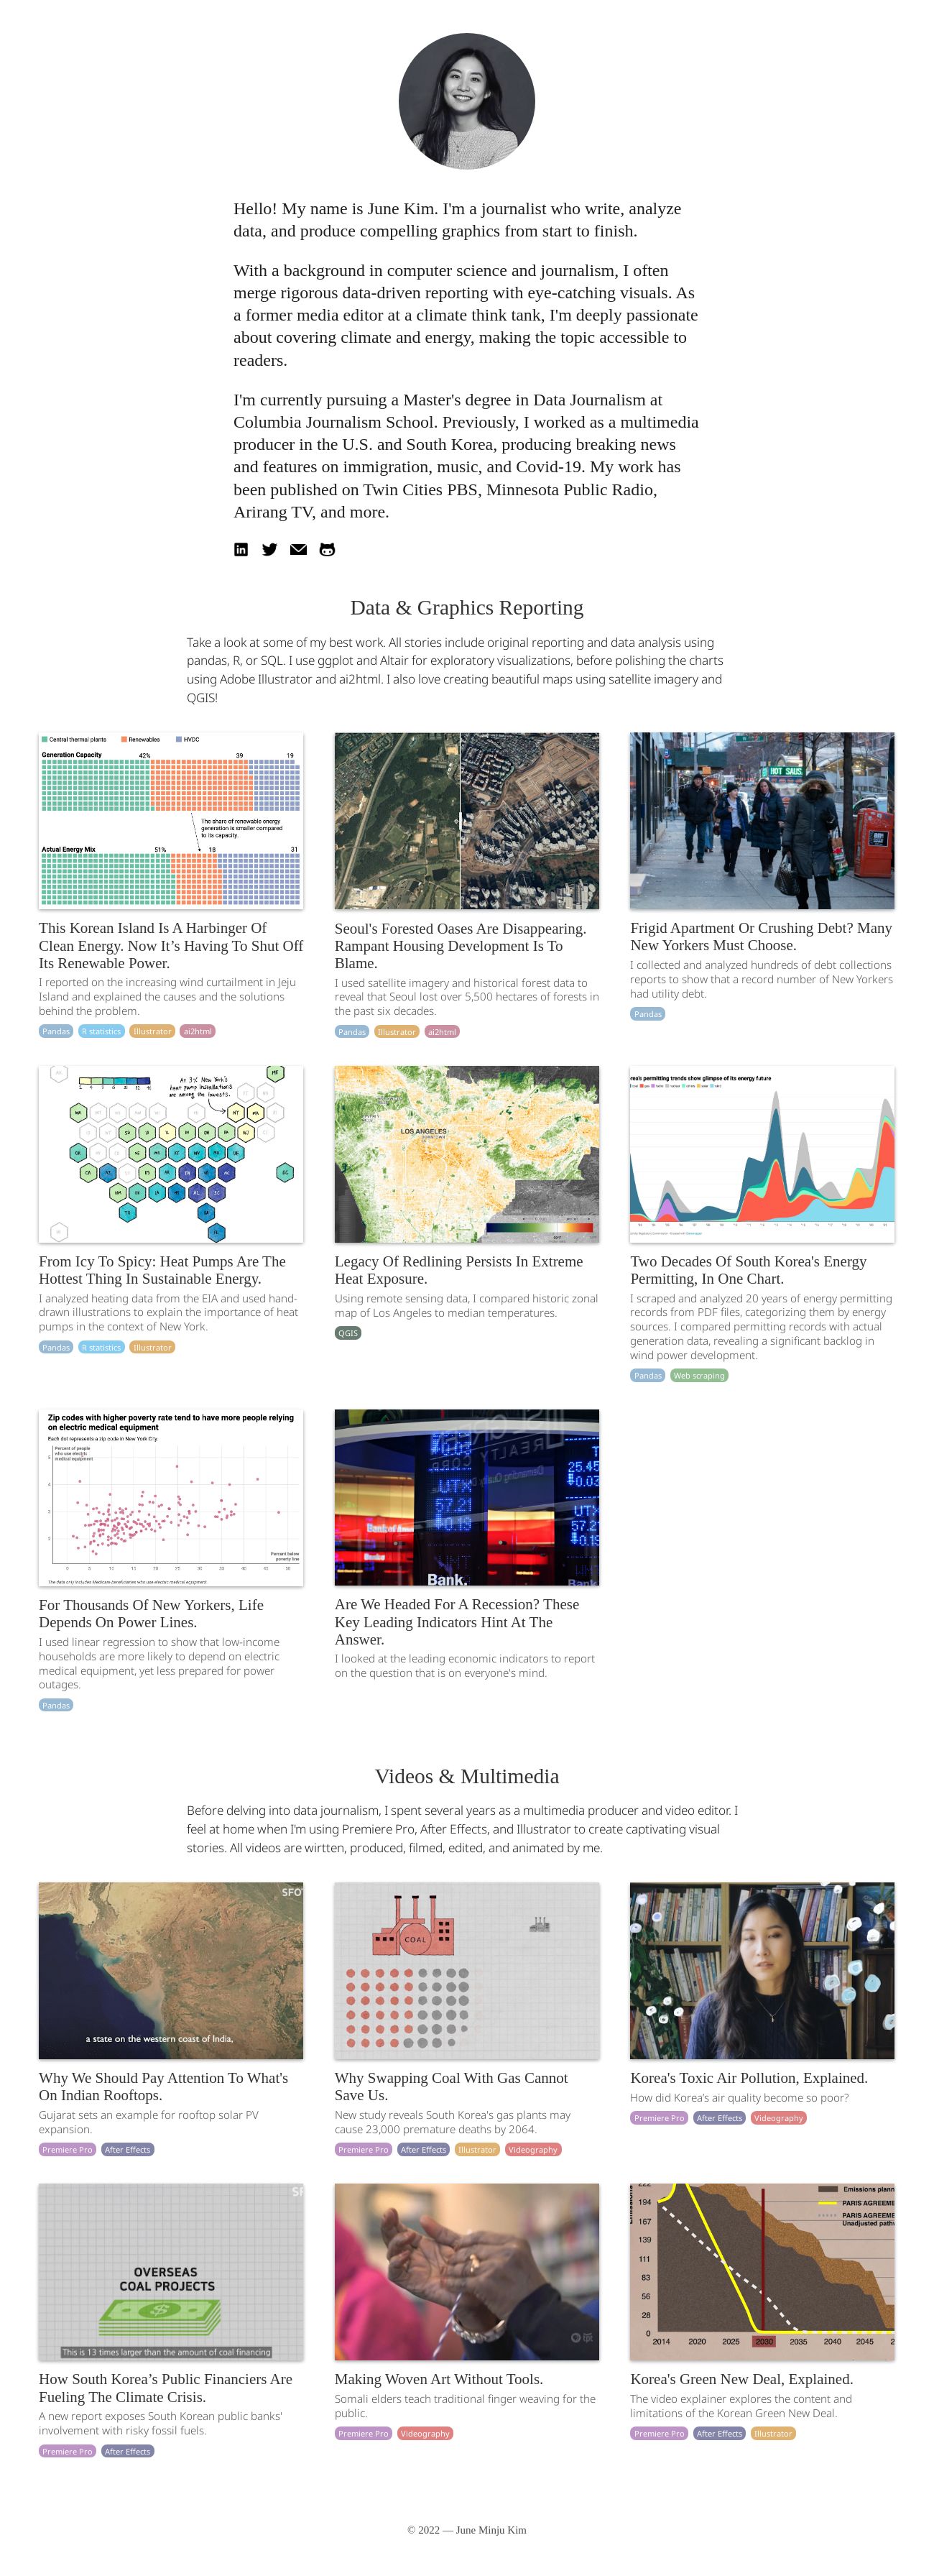 Hello! My name is June Kim. I'm a journalist who write, analyze
data, and produce compelling graphics from start to finish.
With a background in computer science and journalism, I often
merge rigorous data-driven reporting with eye-catching visuals. As
a former media editor at a climate think tank, I'm deeply passionate
about covering climate and energy, making the topic accessible to
readers.
I'm currently pursuing a Master's degree in Data Journalism at
Columbia Journalism School. Previously, I worked as a multimedia
producer in the U.S. and South Korea, producing breaking news
and features on immigration, music, and Covid-19. My work has
been published on Twin Cities PBS, Minnesota Public Radio,
Arirang TV, and more.
in
Data & Graphics Reporting
Take a look at some of my best work. All stories include original reporting and data analysis using
pandas, R, or SQL. I use ggplot and Altair for exploratory visualizations, before polishing the charts
using Adobe Illustrator and ai2html. I also love creating beautiful maps using satellite imagery and
QGIS!
Central thermal plants Renewables HVDC
Generation Capacity 42% 39 19
The share of renewable energy
generation is smaller compared
to its capacity.
Actual Energy Mix 51% 18 31
This Korean Island Is A Harbinger Of
Clean Energy. Now It’s Having To Shut Off
Its Renewable Power.
I reported on the increasing wind curtailment in Jeju
Island and explained the causes and the solutions
behind the problem.
Pandas R statistics Illustrator ai2html
Seoul's Forested Oases Are Disappearing.
Rampant Housing Development Is To
Blame.
I used satellite imagery and historical forest data to
reveal that Seoul lost over 5,500 hectares of forests in
the past six decades.
Pandas Illustrator ai2html
HOT SAUS
Frigid Apartment Or Crushing Debt? Many
New Yorkers Must Choose.
I collected and analyzed hundreds of debt collections
reports to show that a record number of New Yorkers
had utility debt.
Pandas
At 3% New York's
heat pump installations
are among the lowest.
From Icy To Spicy: Heat Pumps Are The
Hottest Thing In Sustainable Energy.
I analyzed heating data from the EIA and used hand-
drawn illustrations to explain the importance of heat
pumps in the context of New York.
Pandas R statistics Illustrator
LOS ANGELES
Legacy Of Redlining Persists In Extreme
Heat Exposure.
Using remote sensing data, I compared historic zonal
map of Los Angeles to median temperatures.
QGIS
rea's permitting trends show glimpse of its energy future
Two Decades Of South Korea's Energy
Permitting, In One Chart.
I scraped and analyzed 20 years of energy permitting
records from PDF files, categorizing them by energy
sources. I compared permitting records with actual
generation data, revealing a significant backlog in
wind power development.
Pandas Web scraping
Zip codes with higher poverty rate tend to have more people relying
on electric medical equipment
Each dot represents a zip code in New York City.
Percent of people
who use electric
medical equipment
Percent below
poverty line
0 5 10 15 20 25 30 35 40 45 50
The data only includes Medicare beneficiaries who use electric medical equipment.
For Thousands Of New Yorkers, Life
Depends On Power Lines.
I used linear regression to show that low-income
households are more likely to depend on electric
medical equipment, yet less prepared for power
outages.
Pandas
REALTY
CORP
UTX
57.21
0.19
25.45
0.03
Bank.
Are We Headed For A Recession? These
Key Leading Indicators Hint At The
Answer.
I looked at the leading economic indicators to report
on the question that is on everyone's mind.
Videos & Multimedia
Before delving into data journalism, I spent several years as a multimedia producer and video editor. I
feel at home when I'm using Premiere Pro, After Effects, and Illustrator to create captivating visual
stories. All videos are wirtten, produced, filmed, edited, and animated by me.
SFO
a state on the western coast of India,
Why We Should Pay Attention To What's
On Indian Rooftops.
Gujarat sets an example for rooftop solar PV
expansion.
Premiere Pro After Effects
COAL
Why Swapping Coal With Gas Cannot
Save Us.
New study reveals South Korea's gas plants may
cause 23,000 premature deaths by 2064.
Premiere Pro After Effects Illustrator Videography
Korea's Toxic Air Pollution, Explained.
How did Korea's air quality become so poor?
Premiere Pro After Effects Videography
SF
OVERSEAS
COAL PROJECTS
This is 13 times larger than the amount of coal financing
How South Korea’s Public Financiers Are
Fueling The Climate Crisis.
A new report exposes South Korean public banks'
involvement with risky fossil fuels.
Premiere Pro After Effects
Making Woven Art Without Tools.
Somali elders teach traditional finger weaving for the
public.
Premiere Pro Videography
222
194
167
139
111
83
56
28
0
2014 2020 2025 2030 2035 2040 2045 2
Emissions plann
PARIS AGREEME
PARIS AGREEME
Unadjusted path
Korea's Green New Deal, Explained.
The video explainer explores the content and
limitations of the Korean Green New Deal.
Premiere Pro After Effects Illustrator
© 2022 — June Minju Kim